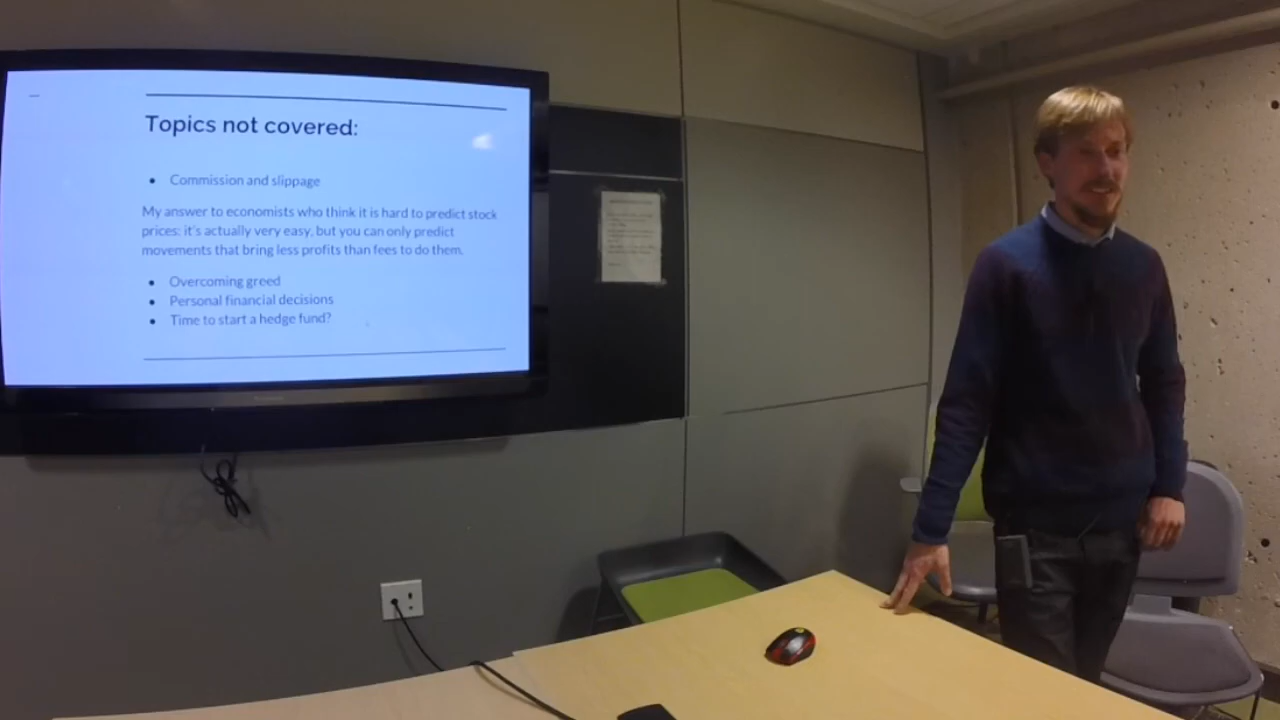 Topics not covered:
Commission and slippage
My answer to economists who think it is hard to predict stock
prices: it's actually very easy, but you can only predict
movements that bring less profits than fees to do them.
Overcoming greed
Personal financial decisions
Time to start a hedge fund?